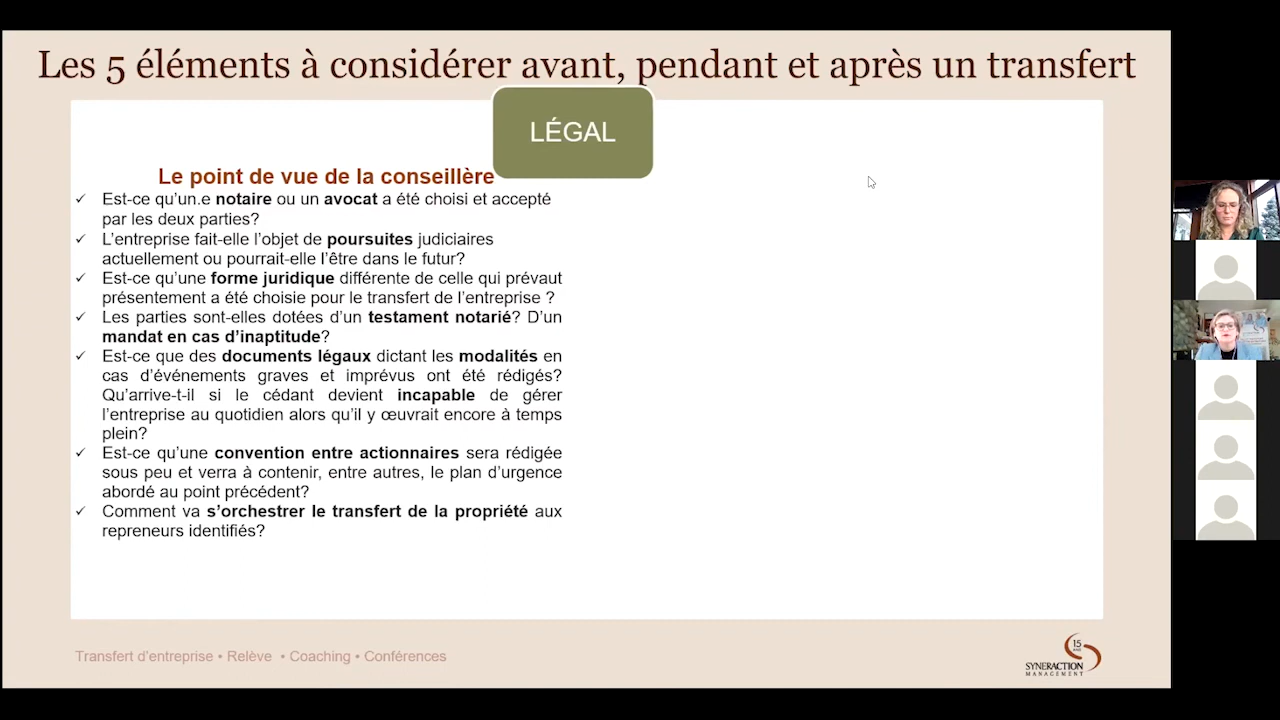 Les 5 éléments à considérer avant, pendant et après un transfert
LÉGAL
Le point de vue de la conseillère
✓ Est-ce qu’un.e notaire ou un avocat a été choisi et accepté
par les deux parties?
✓ L’entreprise fait-elle l’objet de poursuites judiciaires
actuellement ou pourrait-elle l’être dans le futur?
✓ Est-ce qu’une forme juridique différente de celle qui prévaut
présentement a été choisie pour le transfert de l’entreprise ?
✓ Les parties sont-elles dotées d’un testament notarié? D’un
mandat en cas d’inaptitude?
✓ Est-ce que des documents légaux dictant les modalités en
cas d’événements graves et imprévus ont été rédigés?
Qu’arrive-t-il si le cédant devient incapable de gérer
l’entreprise au quotidien alors qu’il y œuvrait encore à temps
plein?
✓ Est-ce qu’une convention entre actionnaires sera rédigée
sous peu et verra à contenir, entre autres, le plan d’urgence
abordé au point précédent?
✓ Comment va s’orchestrer le transfert de la propriété aux
repreneurs identifiés?
Transfert d’entreprise • Relève • Coaching • Conférences
15
ans
SYNERACTION
MANAGEMENT